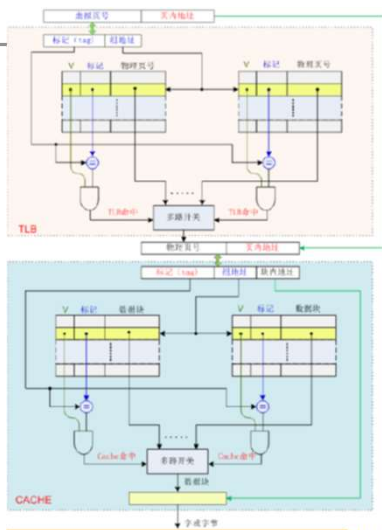 虚拟页号 页内地址
标记（tag） 组地址
V 标记 物理页号 V 标记 物理页号
TLB命中 多路开关 TLB命中
TLB
物理页号 页内地址
标记（tag） 组地址 块内地址
V 标记 数据块 V 标记 数据块
Cache命中 多路开关 Cache命中
数据块
CACHE
字或字节